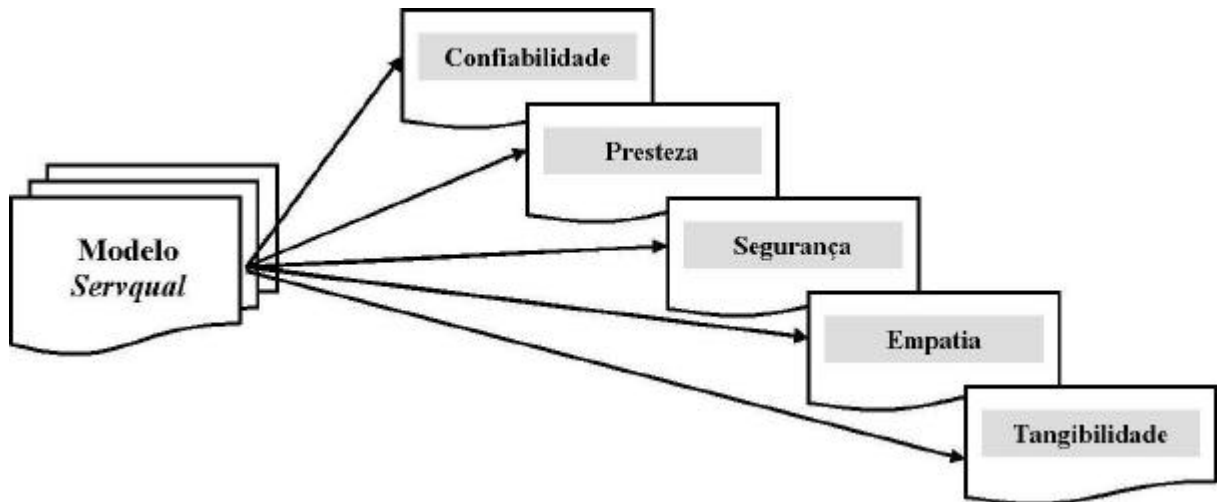 Confiabilidade
Presteza
Segurança
Modelo
Servqual
Empatia
Tangibilidade